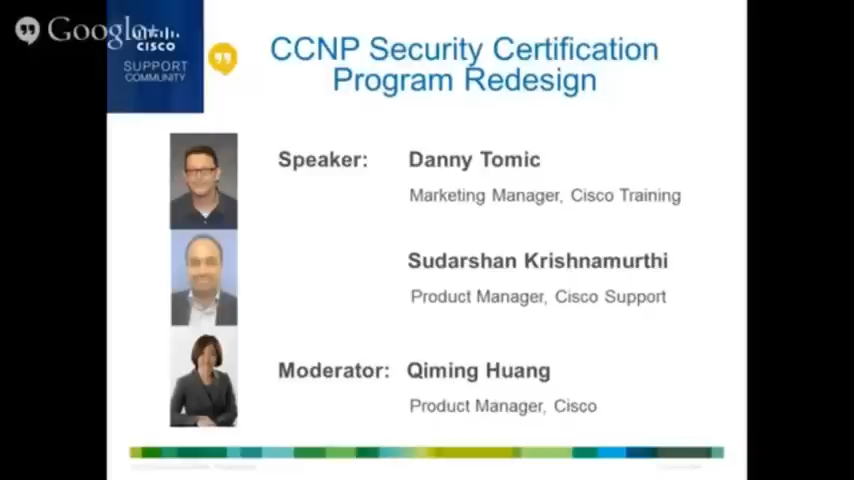 Google+
CISCO
SUPPORT
COMMUNITY
CCNP Security Certification
Program Redesign
Speaker: Danny Tomic
Marketing Manager, Cisco Training
Sudarshan Krishnamurthi
Product Manager, Cisco Support
Moderator: Qiming Huang
Product Manager, Cisco